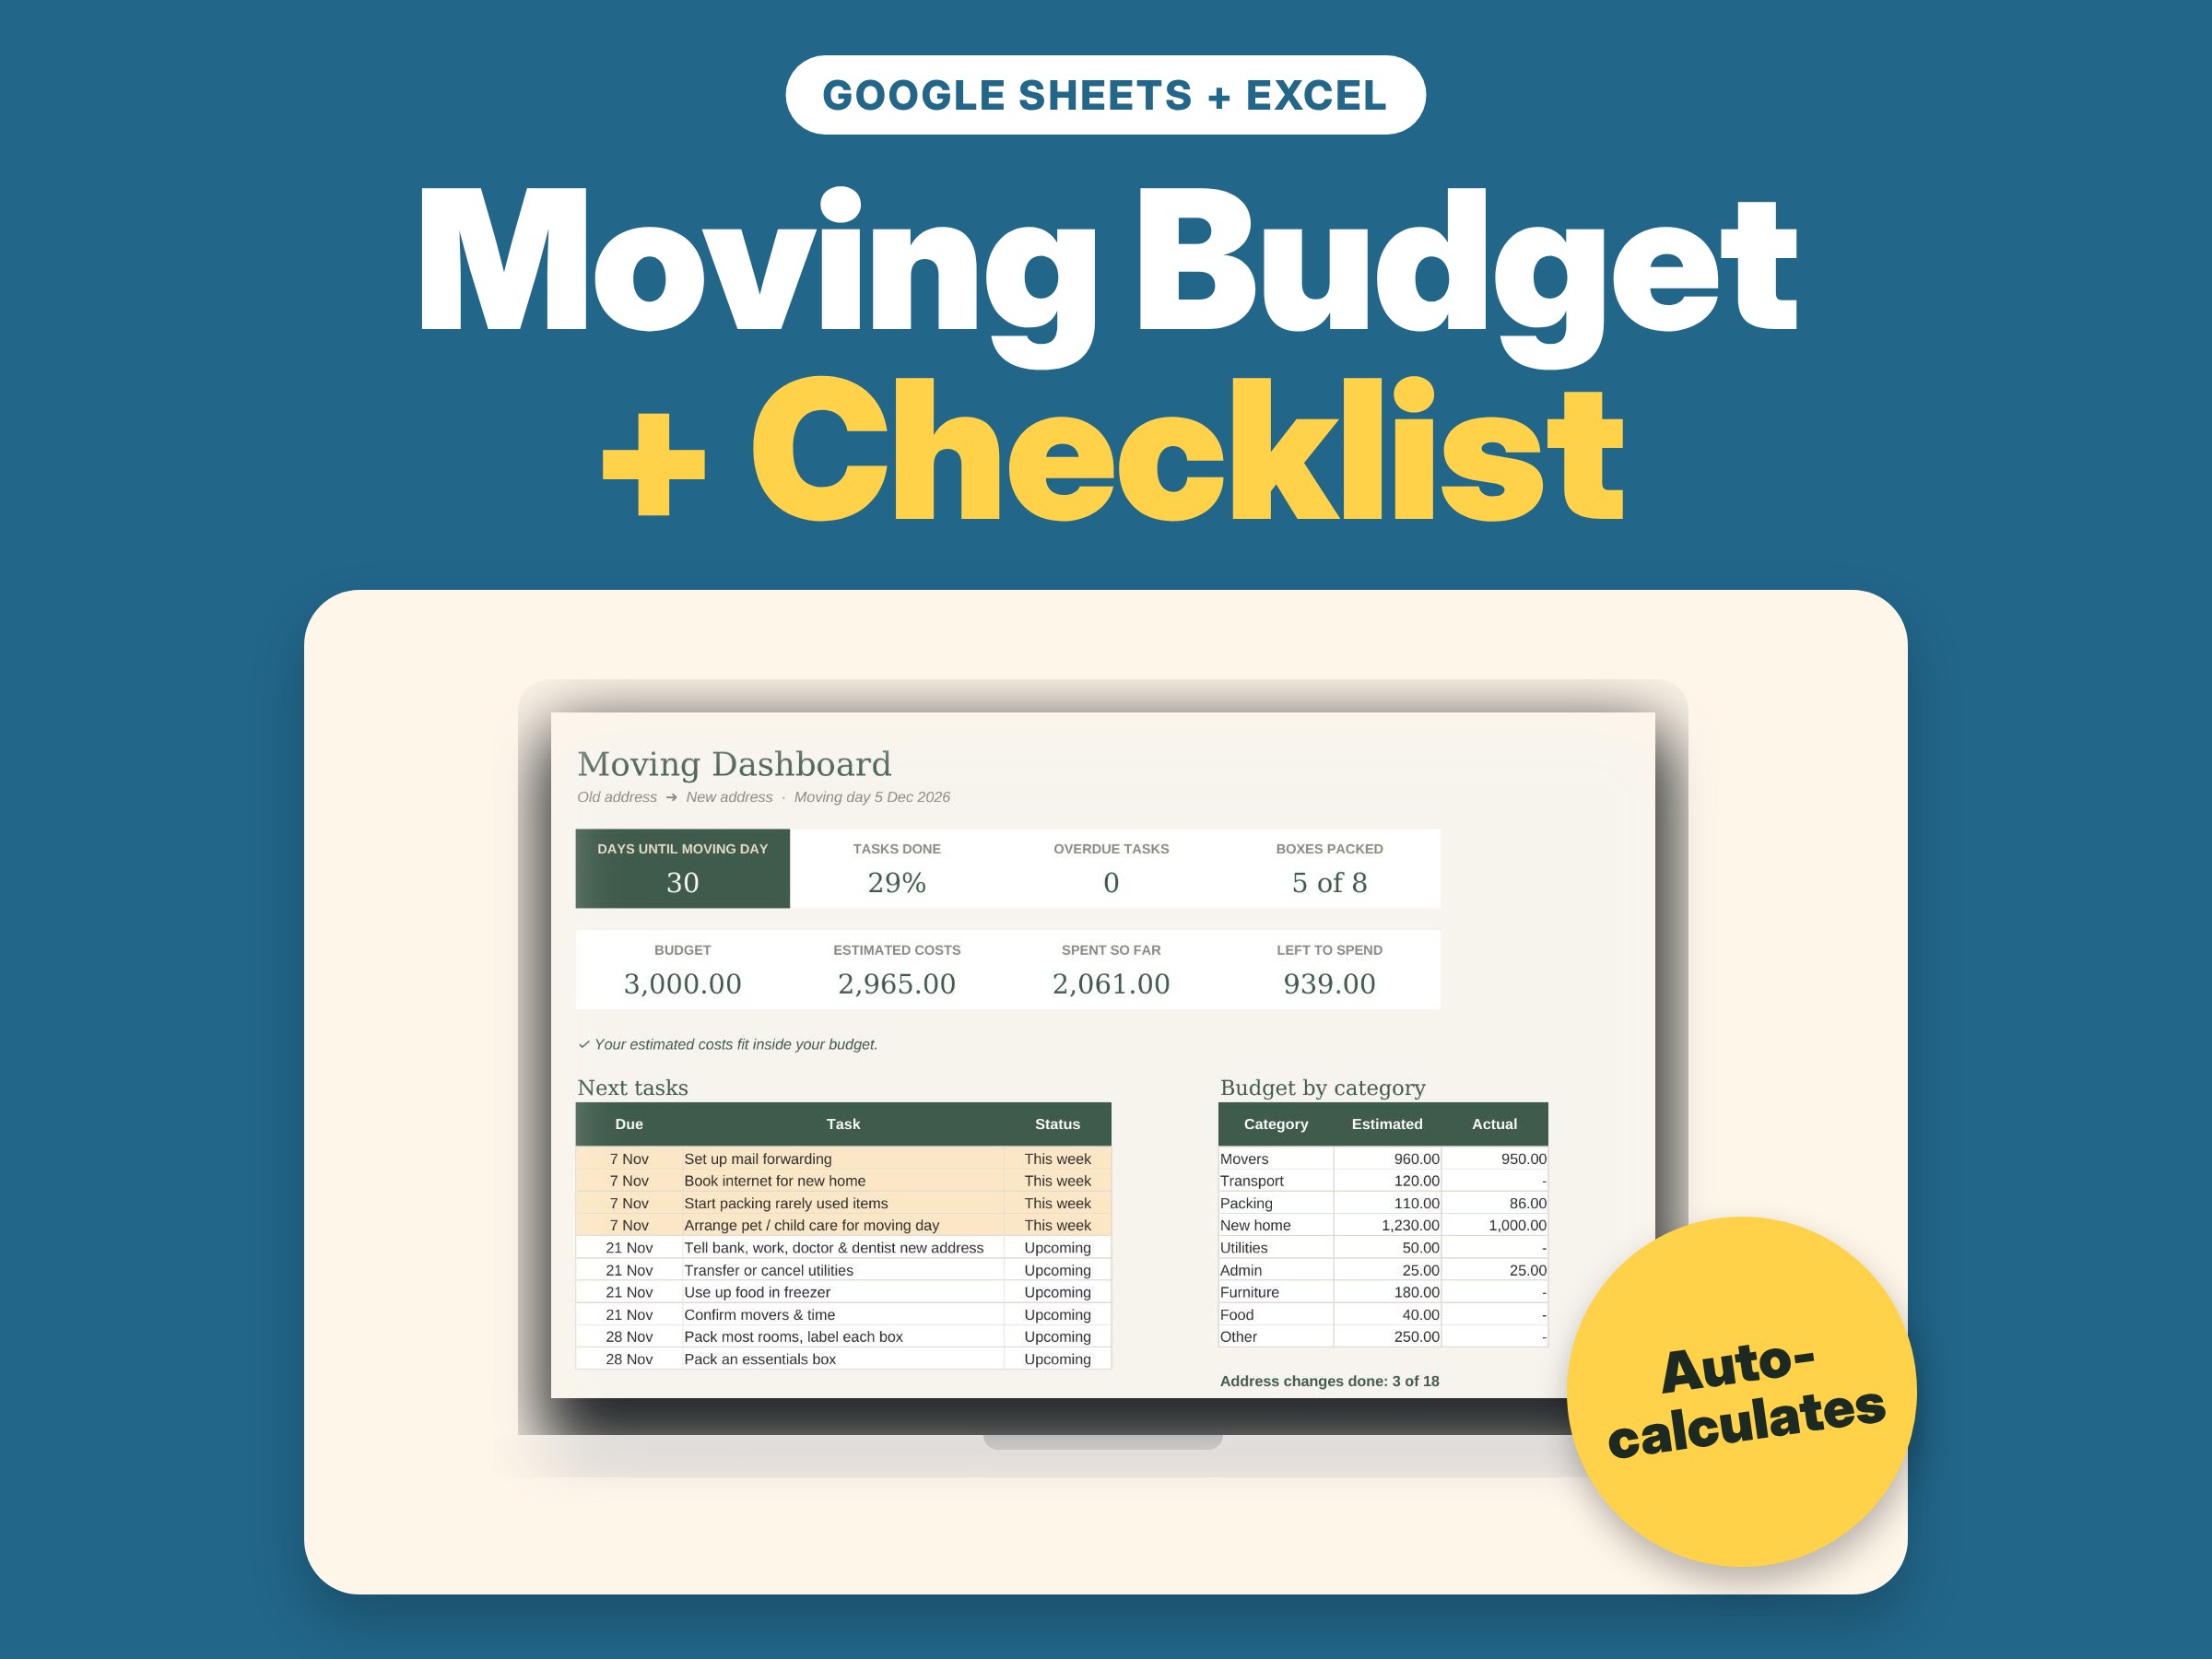 GOOGLE SHEETS + EXCEL
Moving Budget
+ Checklist
Moving Dashboard
Old address ➔ New address · Moving day 5 Dec 2026
DAYS UNTIL MOVING DAY TASKS DONE OVERDUE TASKS BOXES PACKED
30 29% 0 5 of 8
BUDGET ESTIMATED COSTS SPENT SO FAR LEFT TO SPEND
3,000.00 2,965.00 2,061.00 939.00
✓ Your estimated costs fit inside your budget.
Next tasks
Due Task Status
7 Nov Set up mail forwarding This week
7 Nov Book internet for new home This week
7 Nov Start packing rarely used items This week
7 Nov Arrange pet / child care for moving day This week
21 Nov Tell bank, work, doctor & dentist new address Upcoming
21 Nov Transfer or cancel utilities Upcoming
21 Nov Use up food in freezer Upcoming
21 Nov Confirm movers & time Upcoming
28 Nov Pack most rooms, label each box Upcoming
28 Nov Pack an essentials box Upcoming
Budget by category
Category Estimated Actual
Movers 960.00 950.00
Transport 120.00 -
Packing 110.00 86.00
New home 1,230.00 1,000.00
Utilities 50.00 -
Admin 25.00 25.00
Furniture 180.00 -
Food 40.00 -
Other 250.00 -
Address changes done: 3 of 18
Auto-
calculates